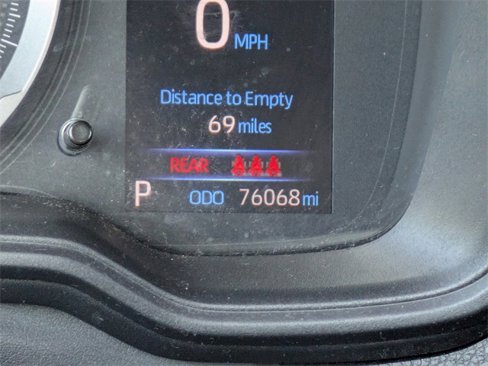 0 MPH
Distance to Empty
69 miles
REAR
P ODO 76068 mi